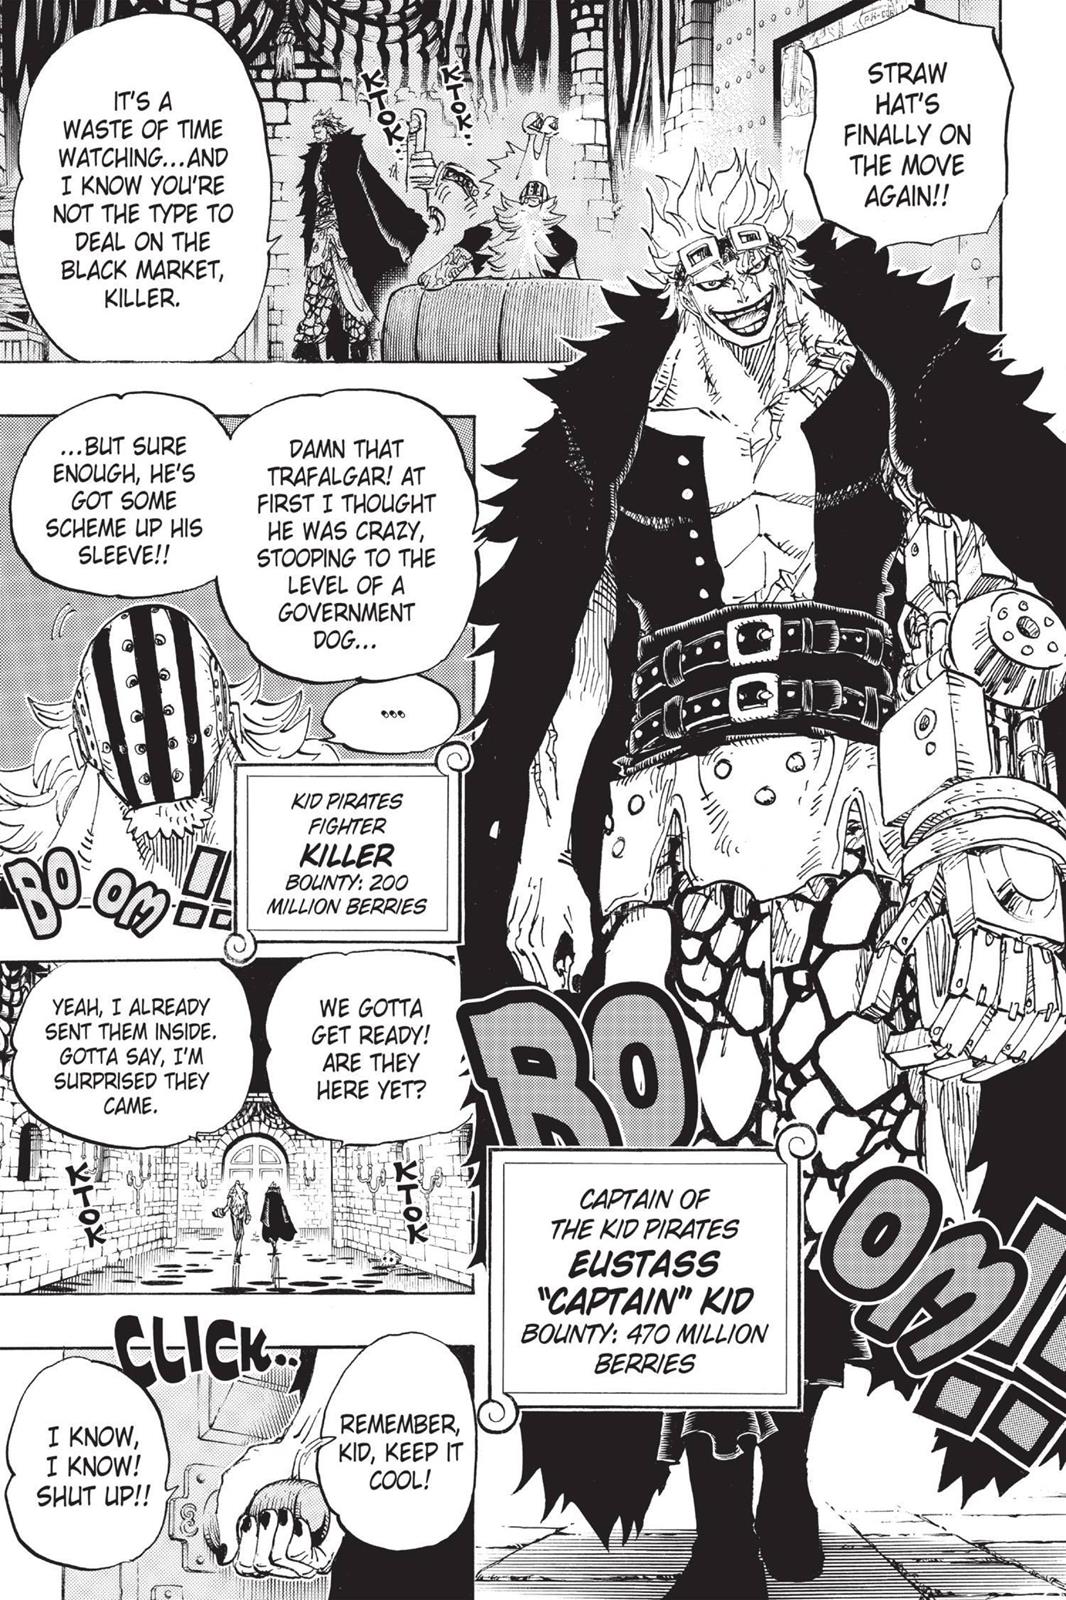 STRAW
HAT'S
FINALLY ON
THE MOVE
AGAIN!!
KTOK..
KTOK..
IT'S A
WASTE OF TIME
WATCHING...AND
I KNOW YOU'RE
NOT THE TYPE TO
DEAL ON THE
BLACK MARKET,
KILLER.
BO OM!!
CAPTAIN OF
THE KID PIRATES
EUSTASS
"CAPTAIN" KID
BOUNTY: 470 MILLION
BERRIES
DAMN THAT
TRAFALGAR! AT
FIRST I THOUGHT
HE WAS CRAZY,
STOOPING TO THE
LEVEL OF A
GOVERNMENT
DOG...
...BUT SURE
ENOUGH, HE'S
GOT SOME
SCHEME UP HIS
SLEEVE!!
...
KID PIRATES
FIGHTER
KILLER
BOUNTY: 200
MILLION BERRIES
BO OM!!
WE GOTTA
GET READY!
ARE THEY
HERE YET?
YEAH, I ALREADY
SENT THEM INSIDE.
GOTTA SAY, I'M
SURPRISED THEY
CAME.
KTOK
KTOK
CLICK..
REMEMBER,
KID, KEEP IT
COOL!
I KNOW,
I KNOW!
SHUT UP!!